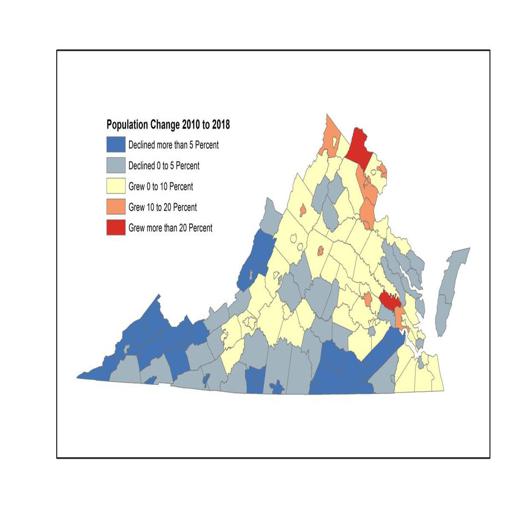 Population Change 2010 to 2018
Declined more than 5 Percent
Declined 0 to 5 Percent
Grew 0 to 10 Percent
Grew 10 to 20 Percent
Grew more than 20 Percent